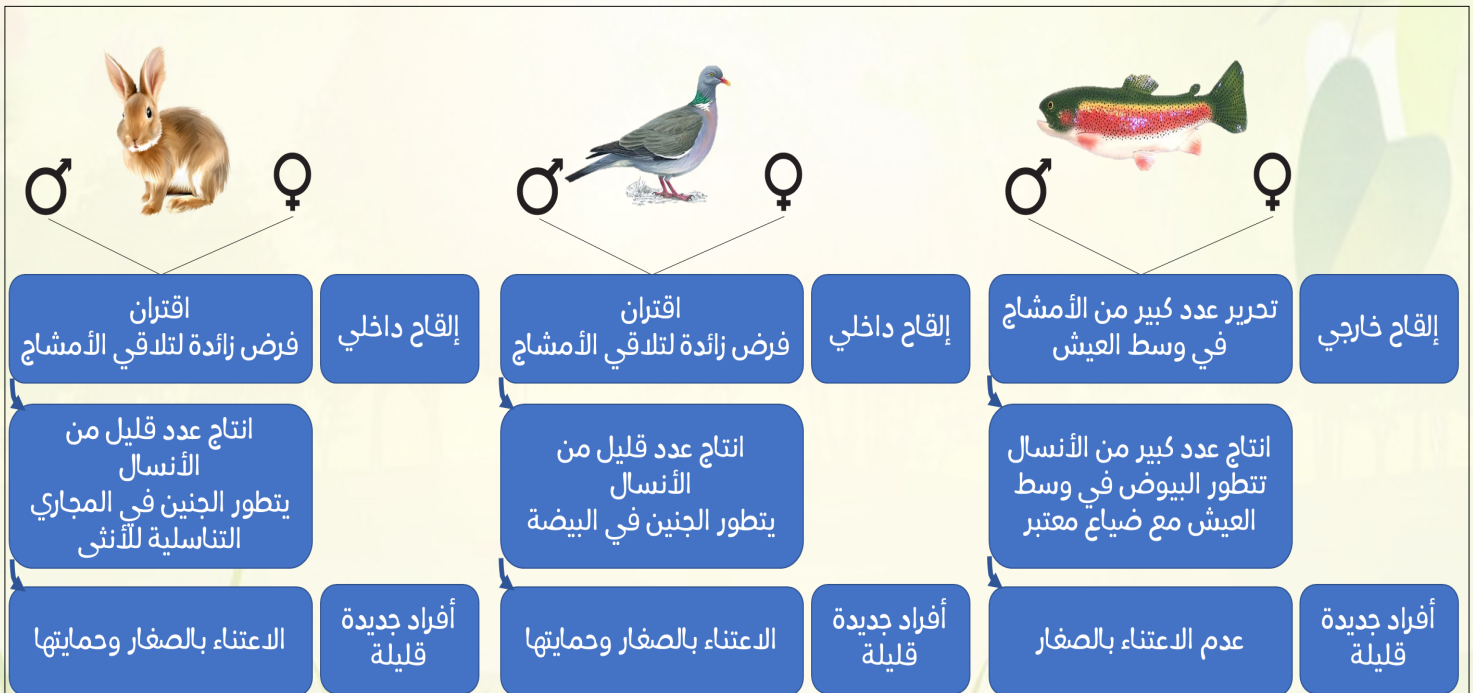 إلقاح خارجي
تحرير عدد كبير من الأمشاج
في وسط العيش
انتاج عدد كبير من الأنسال
تتطور البيوض في وسط
العيش مع ضياع معتبر
أفراد جديدة
قليلة
عدم الاعتناء بالصغار
إلقاح داخلي
اقتران
فرض زائدة لتلاقي الأمشاج
انتاج عدد قليل من
الأنسال
يتطور الجنين في البيضة
أفراد جديدة
قليلة
الاعتناء بالصغار وحمايتها
إلقاح داخلي
اقتران
فرض زائدة لتلاقي الأمشاج
انتاج عدد قليل من
الأنسال
يتطور الجنين في المجاري
التناسلية للأنثى
أفراد جديدة
قليلة
الاعتناء بالصغار وحمايتها